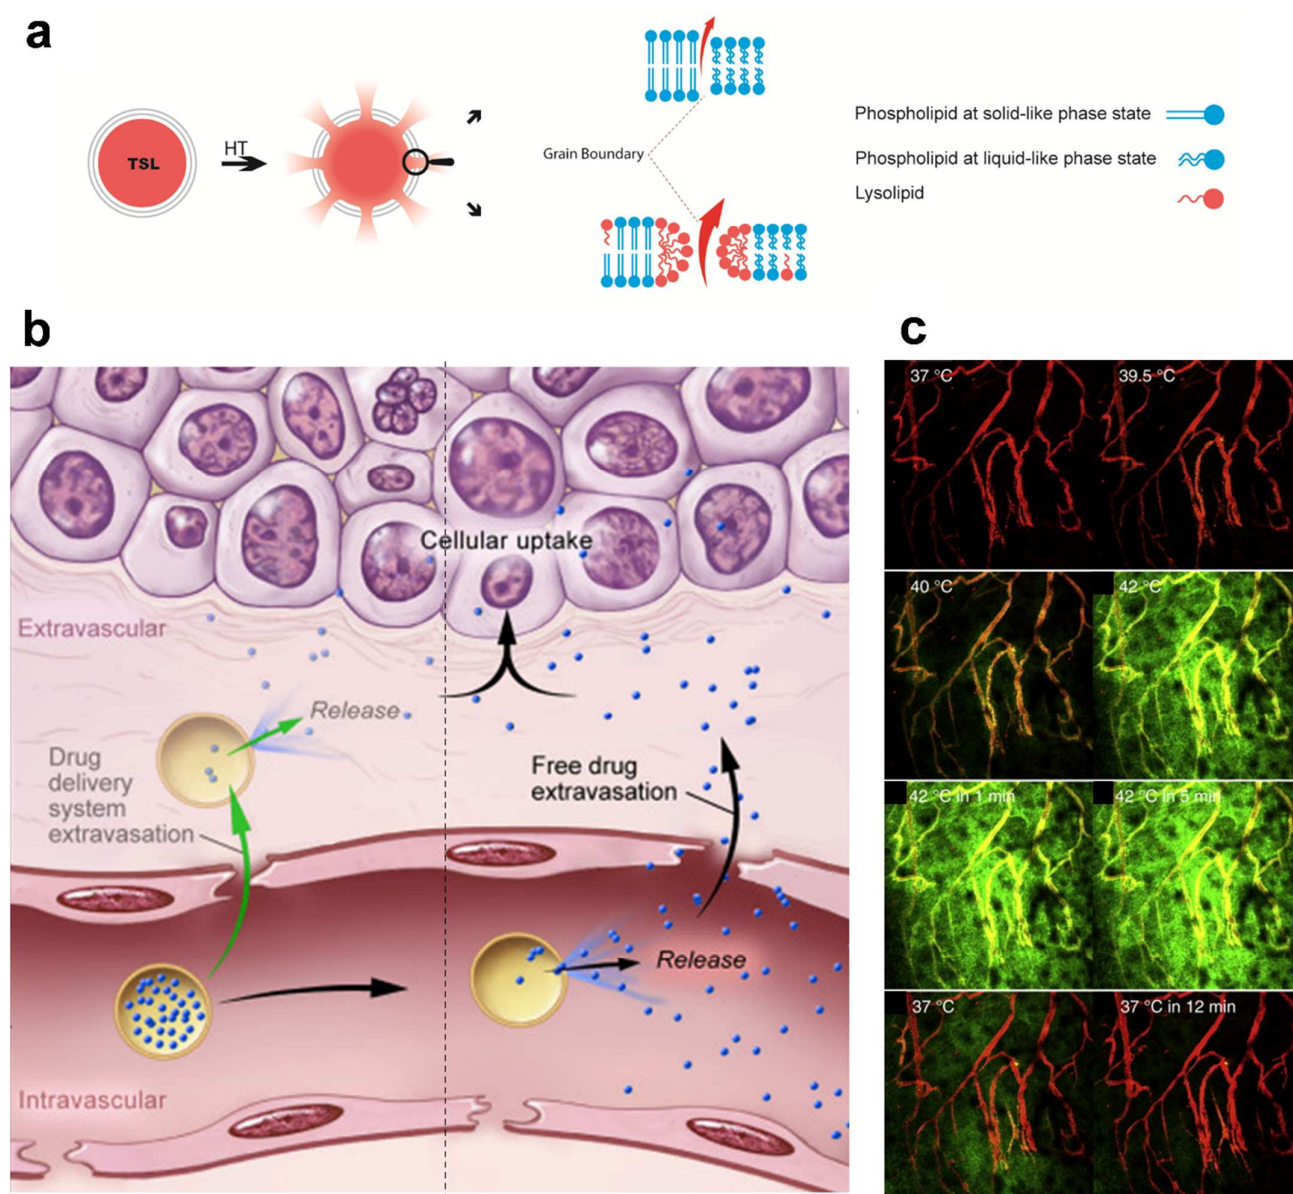 a
TSL
HT
Grain Boundary
Phospholipid at solid-like phase state
Phospholipid at liquid-like phase state
Lysolipid
b
Cellular uptake
Extravascular
Release
Drug
delivery
system
extravasation
Free drug
extravasation
Release
Intravascular
c
37 °C
39.5 °C
40 °C
42 °C
42 °C in 1 min
42 °C in 5 min
37 °C
37 °C in 12 min